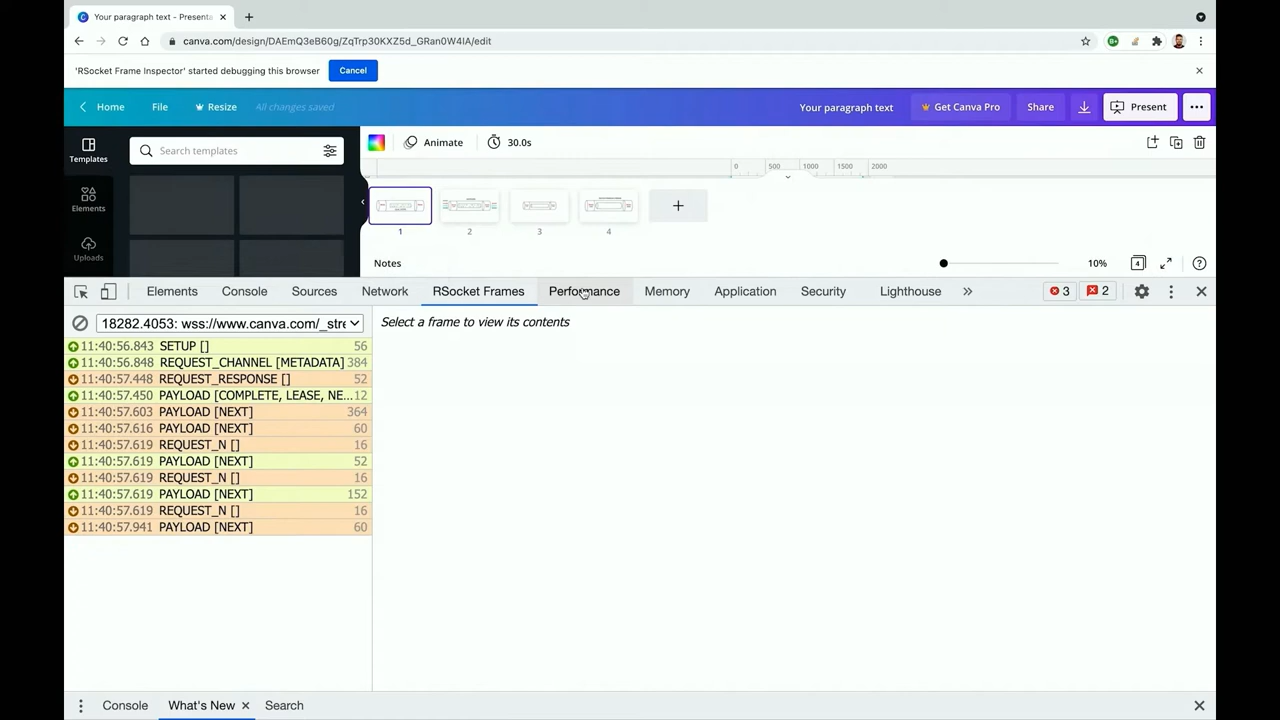 Your paragraph text - Presenta
canva.com/design/DAEmQ3eB60g/ZqTrp30KXZ5d_GRan0W4IA/edit
'RSocket Frame Inspector' started debugging this browser Cancel
Home File Resize All changes saved Your paragraph text Get Canva Pro Share Present
Templates Search templates Animate 30.0s
0 500 1000 1500 2000
Elements
1 2 3 4
Uploads
Notes 10% 4
Elements Console Sources Network RSocket Frames Performance Memory Application Security Lighthouse 3 2
18282.4053: wss://www.canva.com/_stre Select a frame to view its contents
11:40:56.843 SETUP [] 56
11:40:56.848 REQUEST_CHANNEL [METADATA] 384
11:40:57.448 REQUEST_RESPONSE [] 52
11:40:57.450 PAYLOAD [COMPLETE, LEASE, NE...12
11:40:57.603 PAYLOAD [NEXT] 364
11:40:57.616 PAYLOAD [NEXT] 60
11:40:57.619 REQUEST_N [] 16
11:40:57.619 PAYLOAD [NEXT] 52
11:40:57.619 REQUEST_N [] 16
11:40:57.619 PAYLOAD [NEXT] 152
11:40:57.619 REQUEST_N [] 16
11:40:57.941 PAYLOAD [NEXT] 60
Console What's New Search